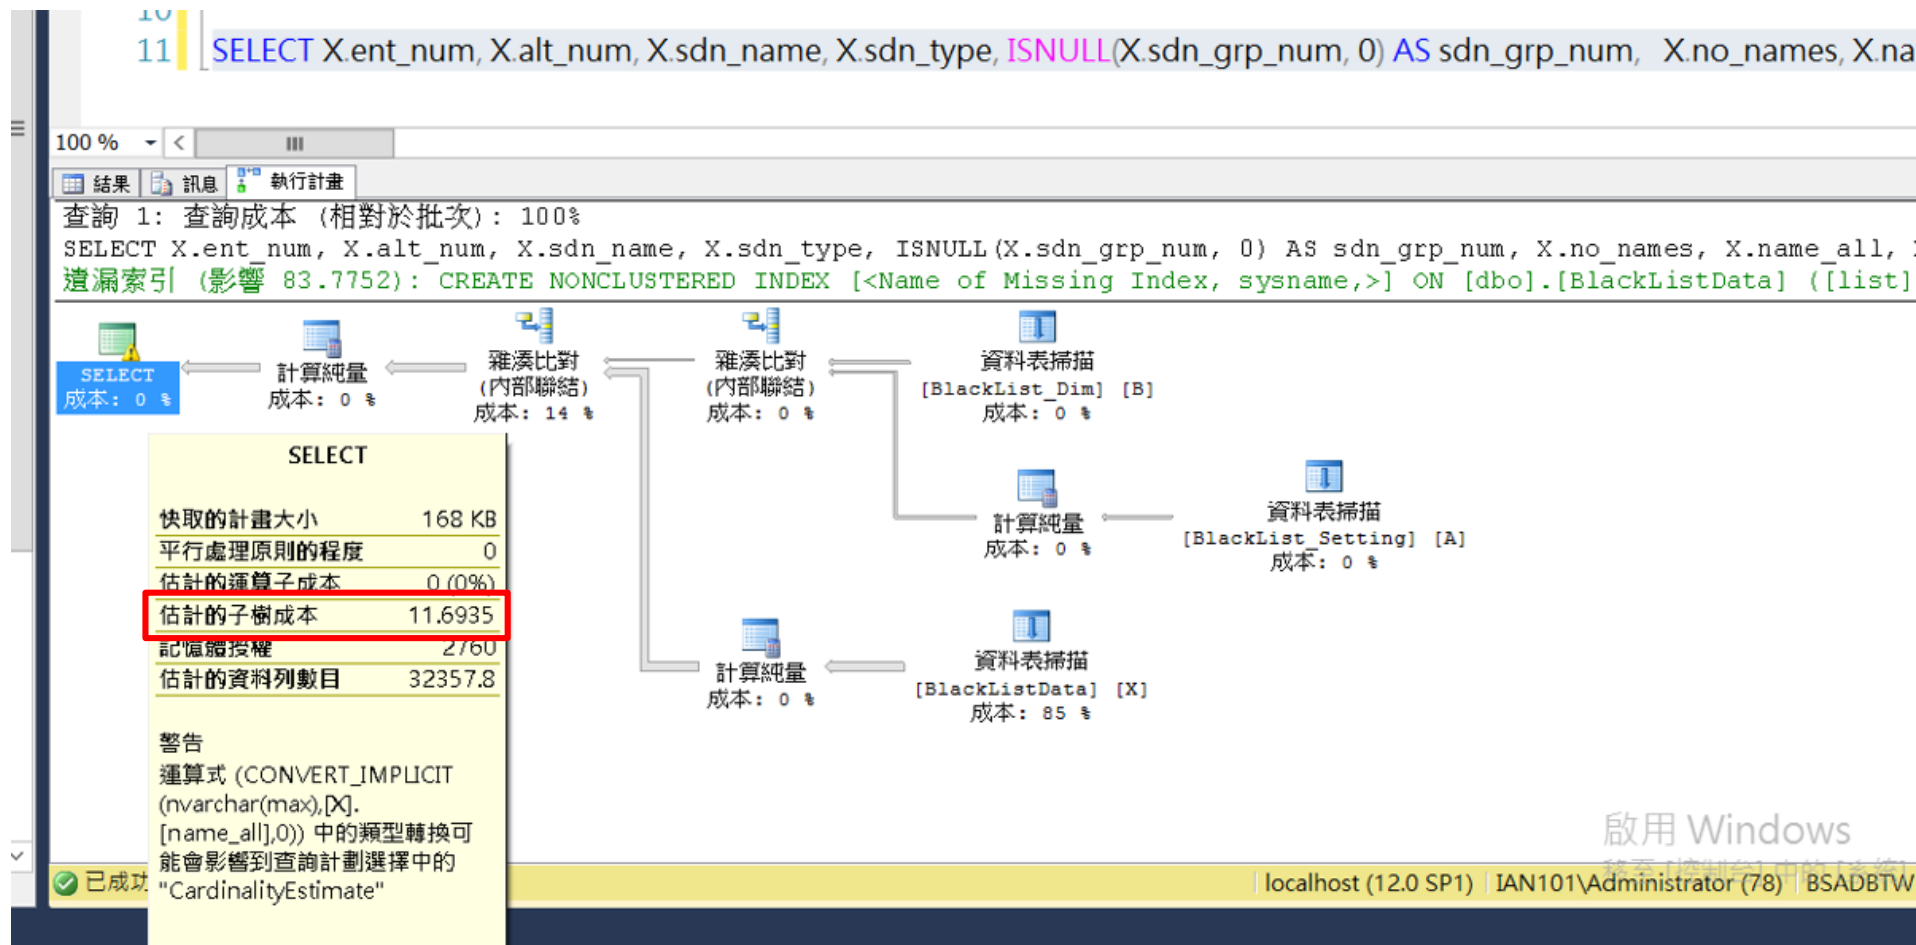 10
11 SELECT X.ent_num, X.alt_num, X.sdn_name, X.sdn_type, ISNULL(X.sdn_grp_num, 0) AS sdn_grp_num,   X.no_names, X.na
100 %
結果 訊息 執行計畫
查詢 1: 查詢成本 (相對於批次): 100%
SELECT X.ent_num, X.alt_num, X.sdn_name, X.sdn_type, ISNULL(X.sdn_grp_num, 0) AS sdn_grp_num, X.no_names, X.name_all,
遺漏索引 (影響 83.7752): CREATE NONCLUSTERED INDEX [<Name of Missing Index, sysname,>] ON [dbo].[BlackListData] ([list]
SELECT
成本: 0 %
計算純量
成本: 0 %
雜湊比對
(內部聯結)
成本: 14 %
雜湊比對
(內部聯結)
成本: 0 %
資料表掃描
[BlackList_Dim] [B]
成本: 0 %
計算純量
成本: 0 %
資料表掃描
[BlackList_Setting] [A]
成本: 0 %
計算純量
成本: 0 %
資料表掃描
[BlackListData] [X]
成本: 85 %
SELECT
快取的計畫大小 168 KB
平行處理原則的程度 0
估計的運算子成本 0 (0%)
估計的子樹成本 11.6935
記憶體授權 2760
估計的資料列數目 32357.8
警告
運算式 (CONVERT_IMPLICIT
(nvarchar(max),[X].
[name_all],0)) 中的類型轉換可
能會影響到查詢計劃選擇中的
"CardinalityEstimate"
啟用 Windows
移至 [控制台] 中的 [系統]
已成功
localhost (12.0 SP1) IAN101\Administrator (78) BSADBTW